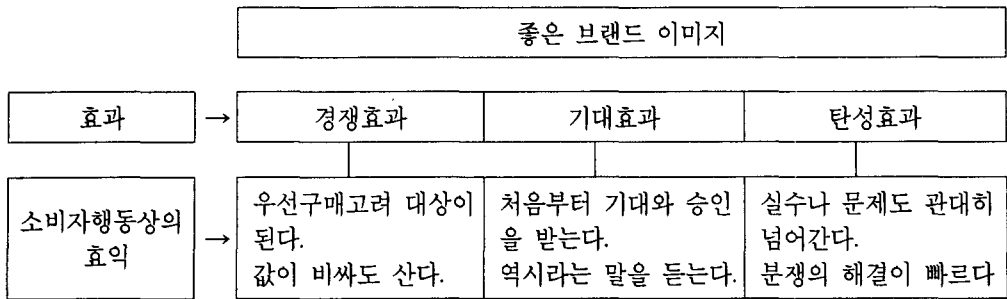 좋은 브랜드 이미지
효과 → 경쟁효과 기대효과 탄성효과
소비자행동상의
효익
→
우선구매고려 대상이
된다.
값이 비싸도 산다.
처음부터 기대와 승인
을 받는다.
역시라는 말을 듣는다.
실수나 문제도 관대히
넘어간다.
분쟁의 해결이 빠르다